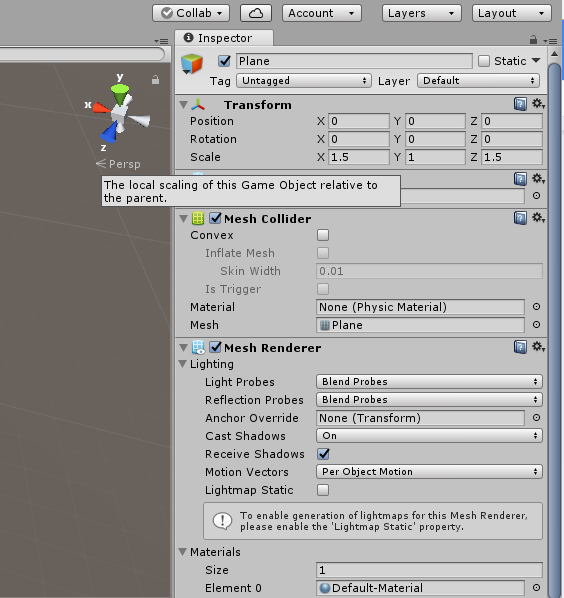 Collab Account Layers Layout
Inspector
Plane Static
Tag Untagged Layer Default
Transform
Position X 0 Y 0 Z 0
Rotation X 0 Y 0 Z 0
Scale X 1.5 Y 1 Z 1.5
y
x
z
Persp
The local scaling of this Game Object relative to
the parent.
Mesh Collider
Convex
Inflate Mesh
Skin Width 0.01
Is Trigger
Material None (Physic Material)
Mesh Plane
Mesh Renderer
Lighting
Light Probes Blend Probes
Reflection Probes Blend Probes
Anchor Override None (Transform)
Cast Shadows On
Receive Shadows
Motion Vectors Per Object Motion
Lightmap Static
To enable generation of lightmaps for this Mesh Renderer,
please enable the 'Lightmap Static' property.
Materials
Size 1
Element 0 Default-Material